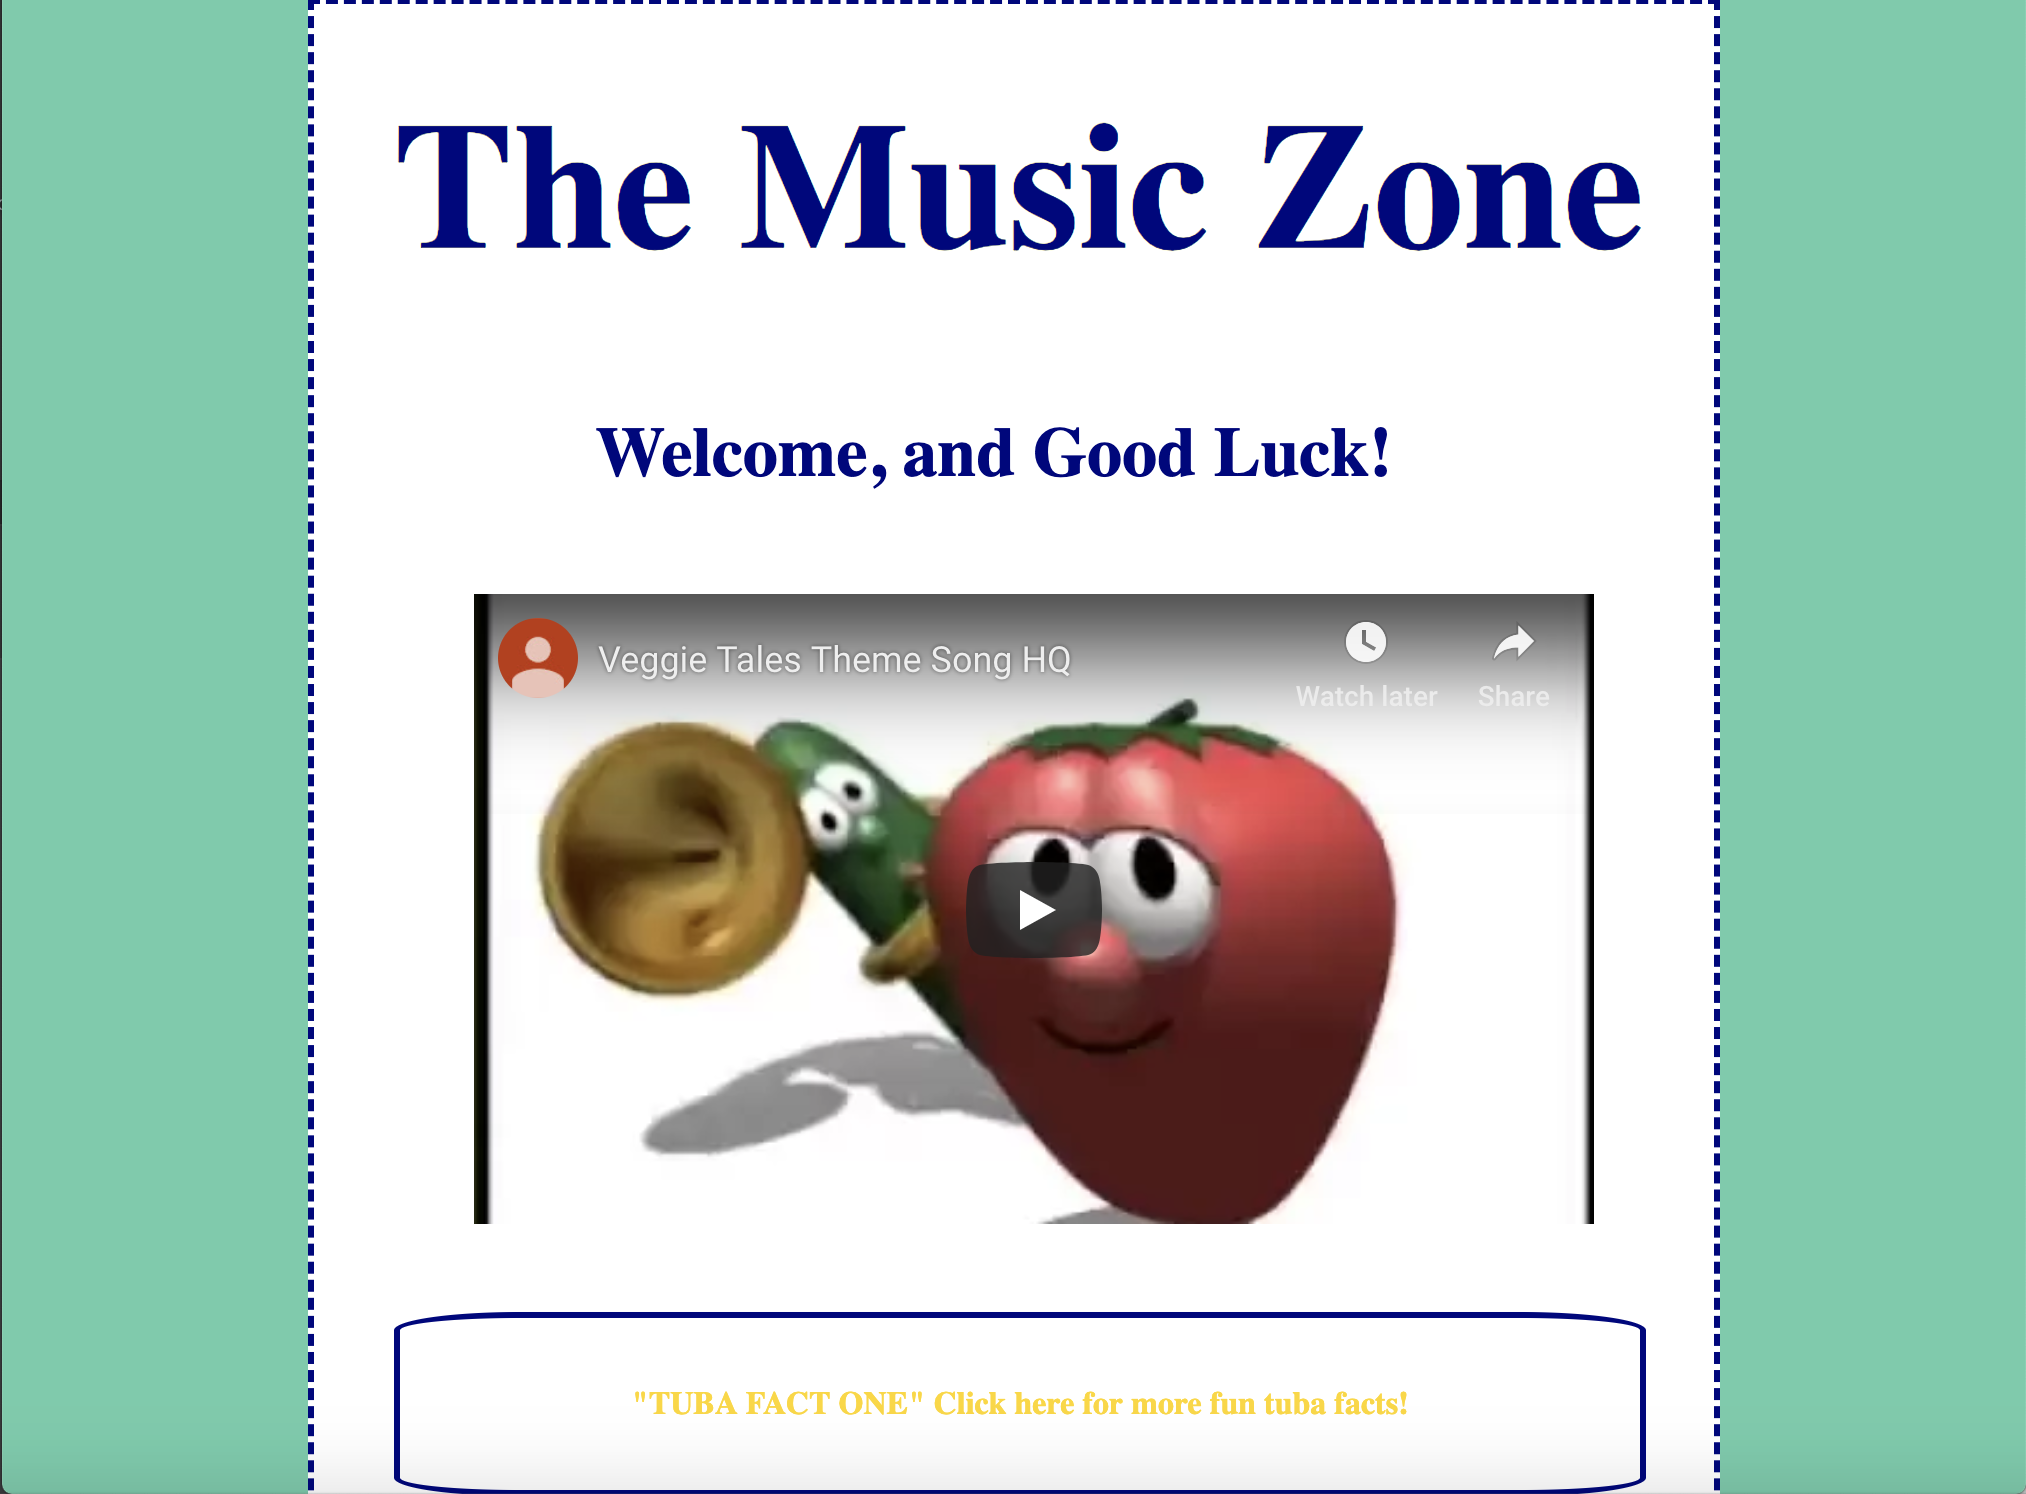 The Music Zone
Welcome, and Good Luck!
Veggie Tales Theme Song HQ
Watch later
Share
"TUBA FACT ONE" Click here for more fun tuba facts!